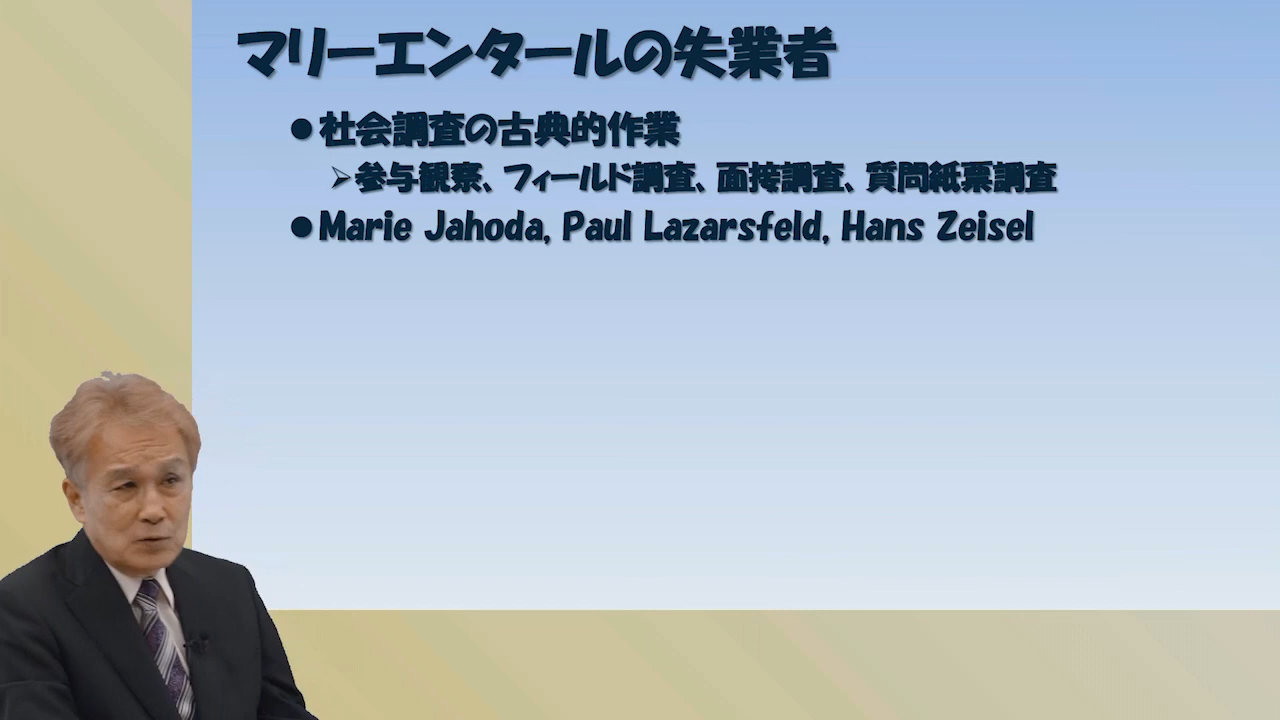 マリーエンタールの失業者
●社会調査の古典的作業
➢参与観察、フィールド調査、面接調査、質問紙票調査
●Marie Jahoda, Paul Lazarsfeld, Hans Zeisel